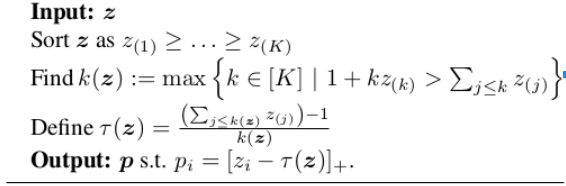 Input: z
Sort z as z₍₁₎ ≥ … ≥ z₍K₎
Find k(z) := max {k ∈ [K] | 1 + kz₍k₎ > ∑_{j≤k} z₍j₎}
Define τ(z) = ((∑_{j≤k(z)} z₍j₎)−1)/k(z)
Output: p s.t. pᵢ = [zᵢ − τ(z)]₊.